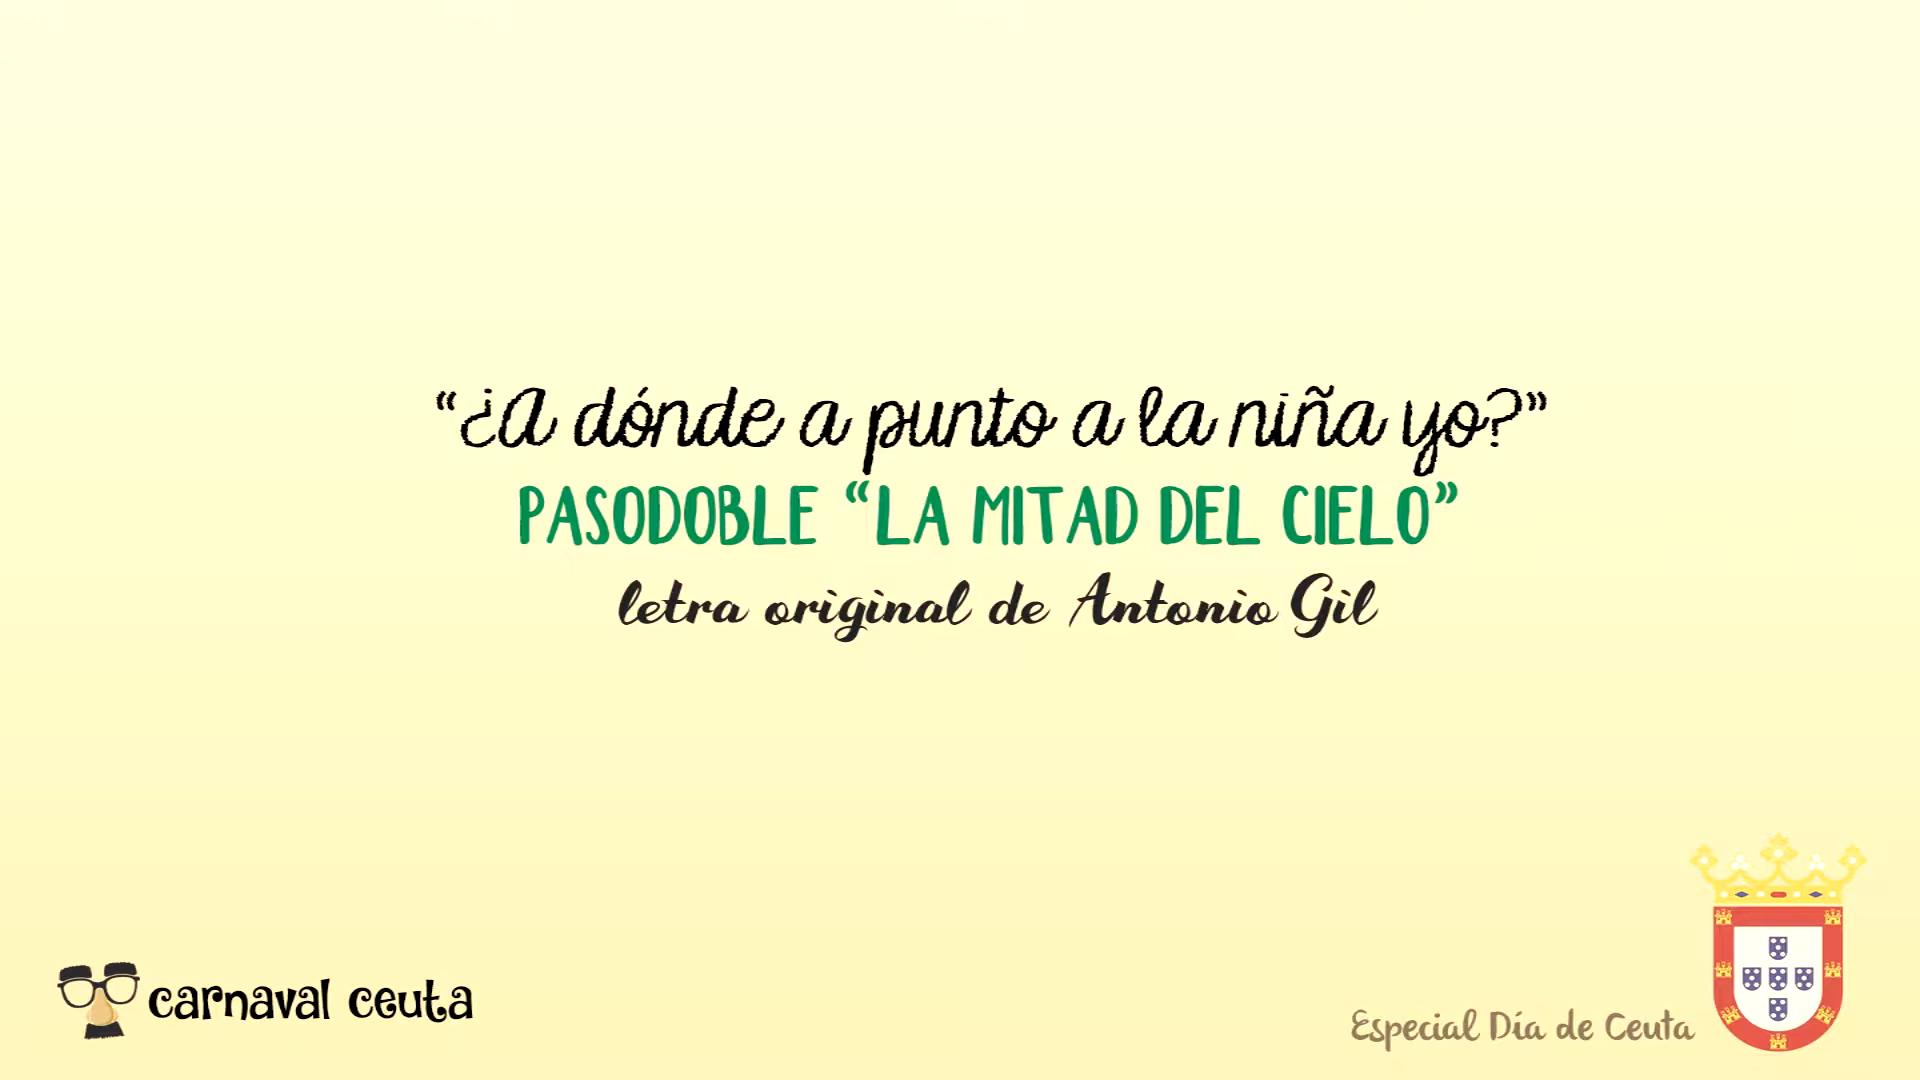 “¿A dónde a punto a la niña yo?”
PASODOBLE “LA MITAD DEL CIELO”
letra original de Antonio Gil
carnaval ceuta
Especial Día de Ceuta